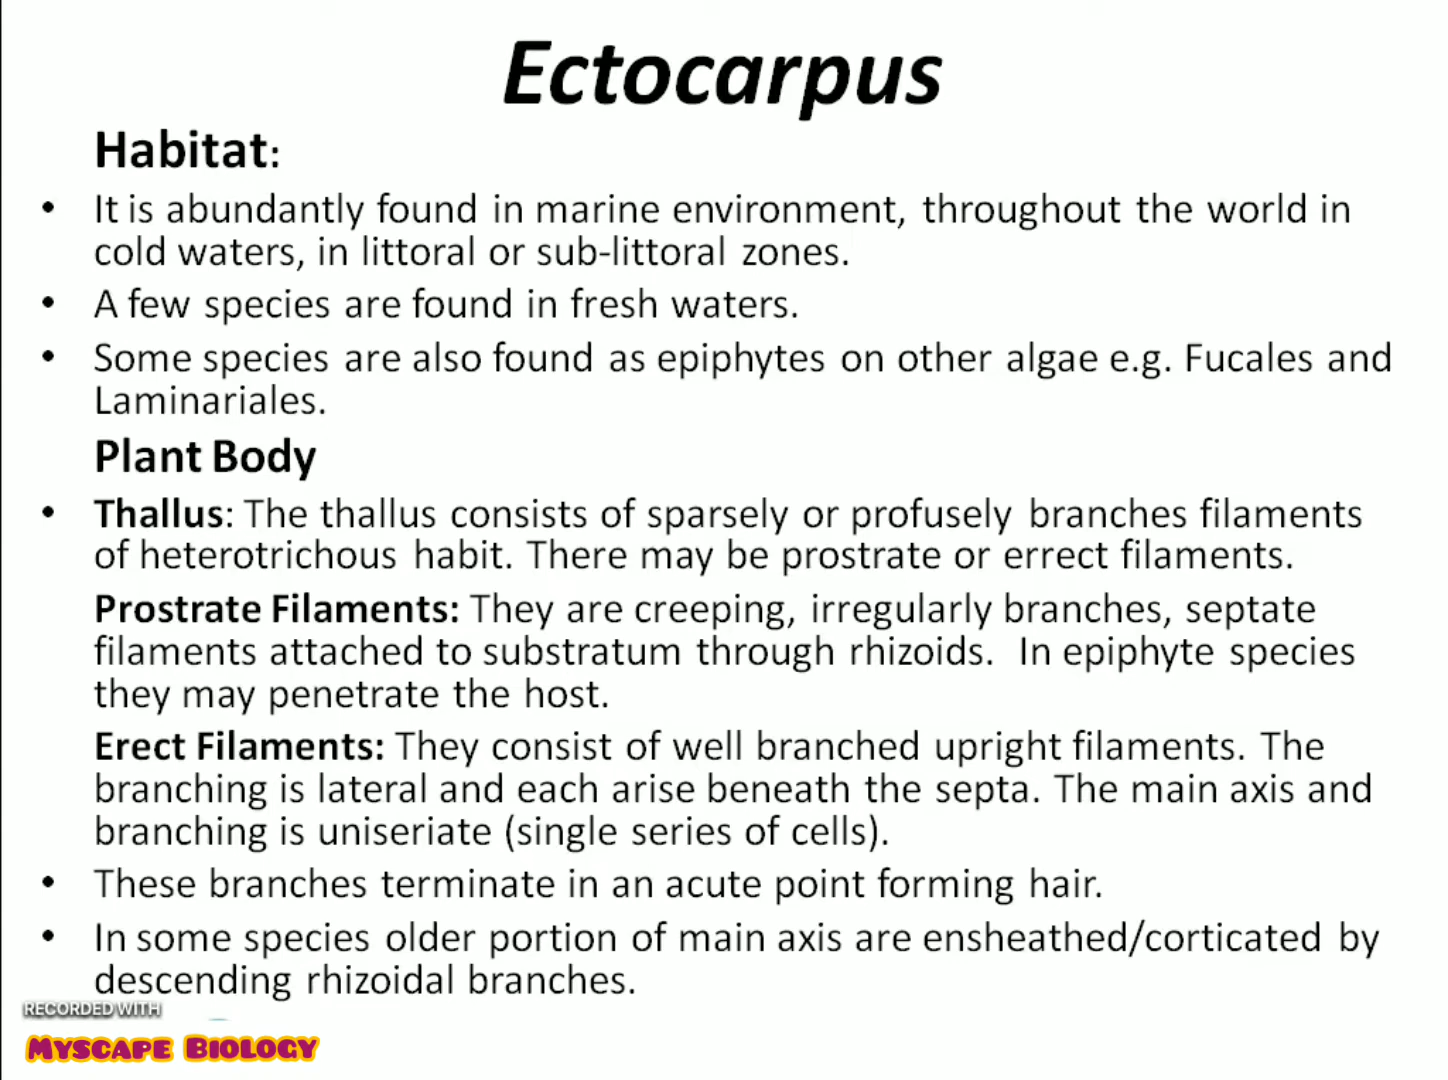 Ectocarpus
Habitat:
• It is abundantly found in marine environment, throughout the world in
cold waters, in littoral or sub-littoral zones.
• A few species are found in fresh waters.
• Some species are also found as epiphytes on other algae e.g. Fucales and
Laminariales.
Plant Body
• Thallus: The thallus consists of sparsely or profusely branches filaments
of heterotrichous habit. There may be prostrate or errect filaments.
Prostrate Filaments: They are creeping, irregularly branches, septate
filaments attached to substratum through rhizoids. In epiphyte species
they may penetrate the host.
Erect Filaments: They consist of well branched upright filaments. The
branching is lateral and each arise beneath the septa. The main axis and
branching is uniseriate (single series of cells).
• These branches terminate in an acute point forming hair.
• In some species older portion of main axis are ensheathed/corticated by
descending rhizoidal branches.
RECORDED WITH
MYSCAPE BIOLOGY